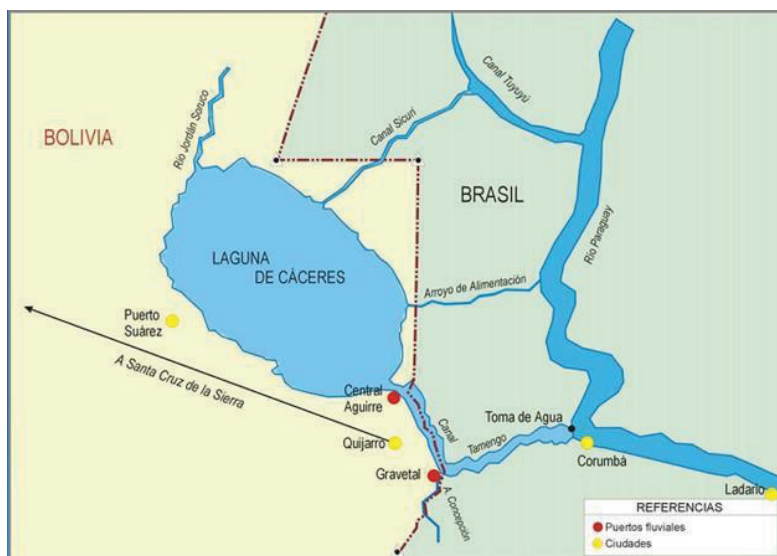 BOLIVIA
Río Jordán Soruco
Canal Sicurí
Canal Tuyuyú
BRASIL
Río Paraguay
LAGUNA
DE CÁCERES
Arroyo de Alimentación
Puerto
Suárez
A Santa Cruz de la Sierra
Central
Aguirre
Canal
Tamengo
Toma de Agua
Quijarro
Corumbá
Gravetal
A. Concepción
Ladario
REFERENCIAS
Puertos fluviales
Ciudades